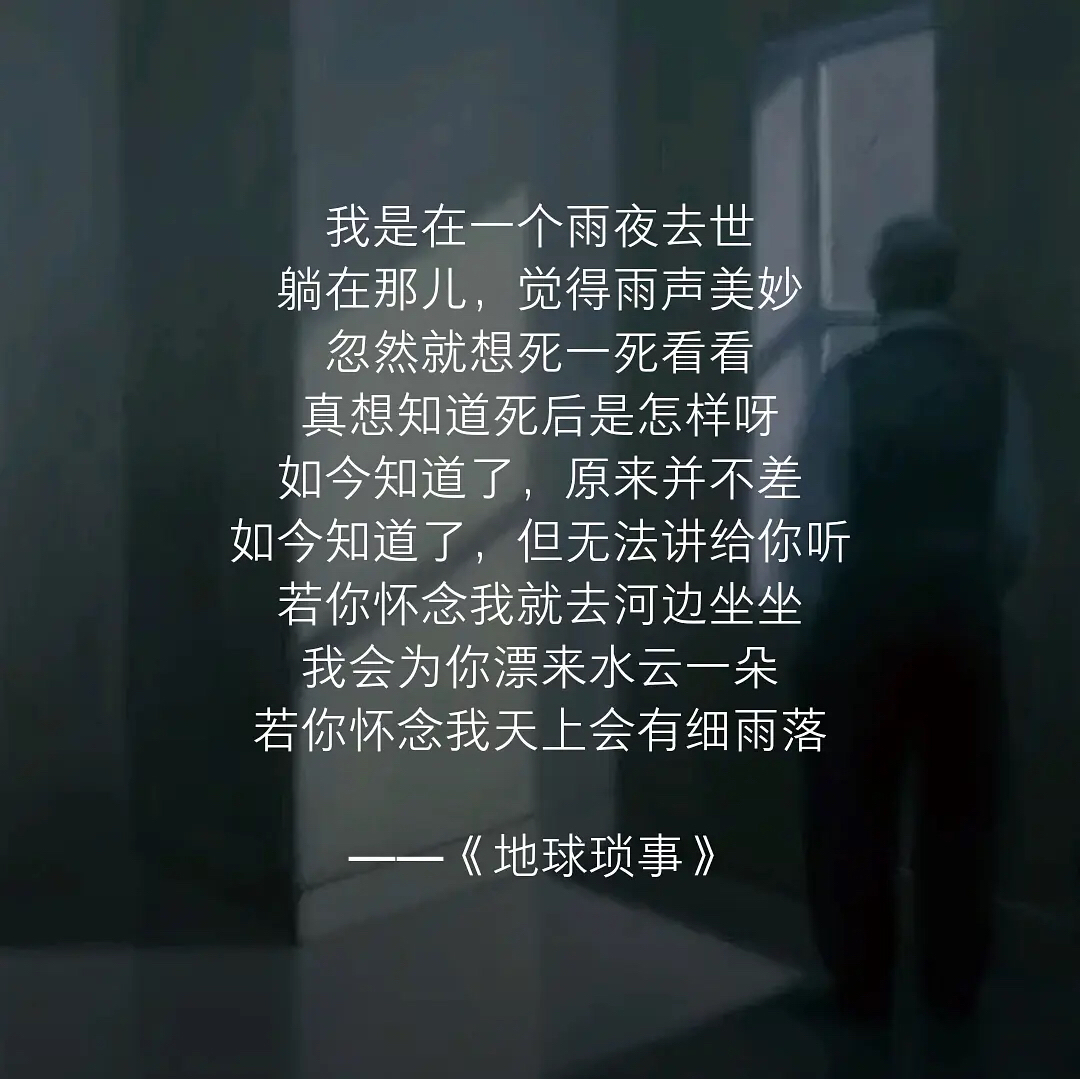 我是在一个雨夜去世
躺在那儿，觉得雨声美妙
忽然就想死一死看看
真想知道死后是怎样呀
如今知道了，原来并不差
如今知道了，但无法讲给你听
若你怀念我就去河边坐坐
我会为你漂来水云一朵
若你怀念我天上会有细雨落
——《地球琐事》